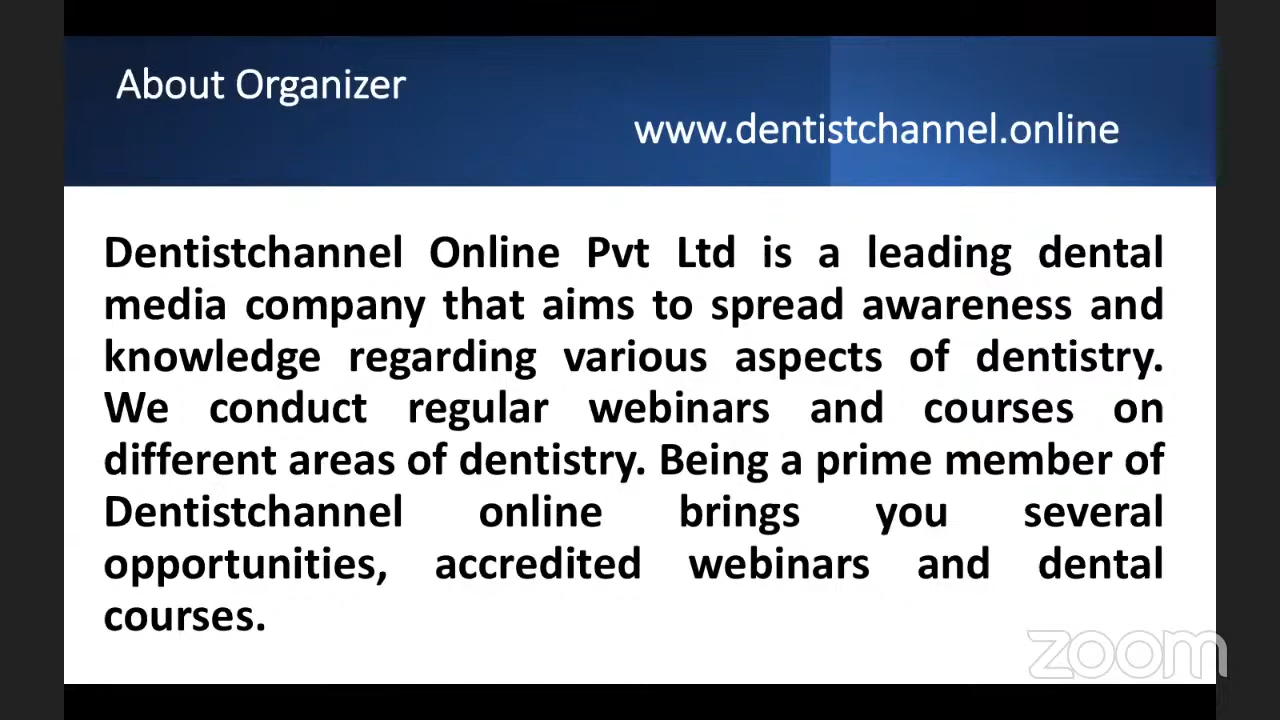 About Organizer
www.dentistchannel.online
Dentistchannel Online Pvt Ltd is a leading dental
media company that aims to spread awareness and
knowledge regarding various aspects of dentistry.
We conduct regular webinars and courses on
different areas of dentistry. Being a prime member of
Dentistchannel online brings you several
opportunities, accredited webinars and dental
courses.
zoom